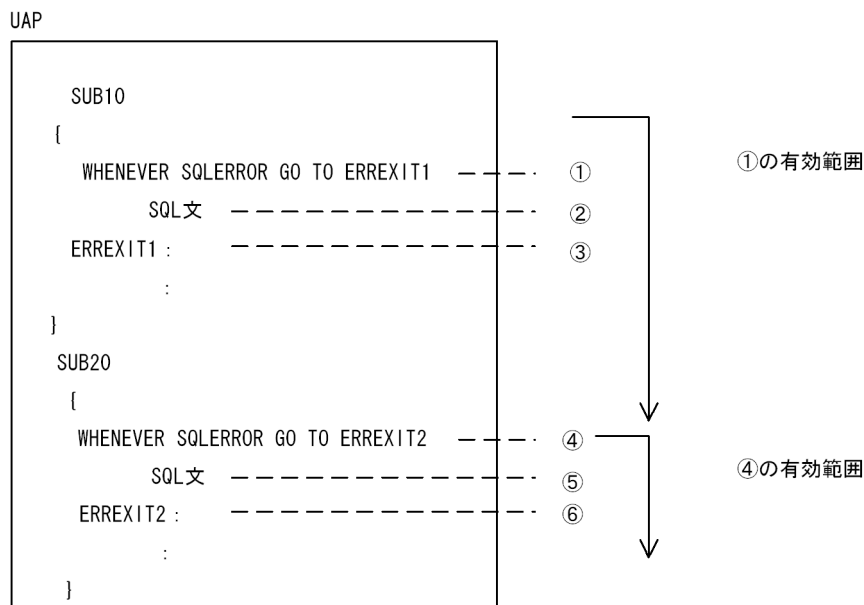 UAP
SUB10
{
WHENEVER SQLERROR GO TO ERREXIT1 ①
①の有効範囲
SQL文 ②
ERREXIT1 : ③
:
}
SUB20
{
WHENEVER SQLERROR GO TO ERREXIT2 ④
④の有効範囲
SQL文 ⑤
ERREXIT2 : ⑥
:
}